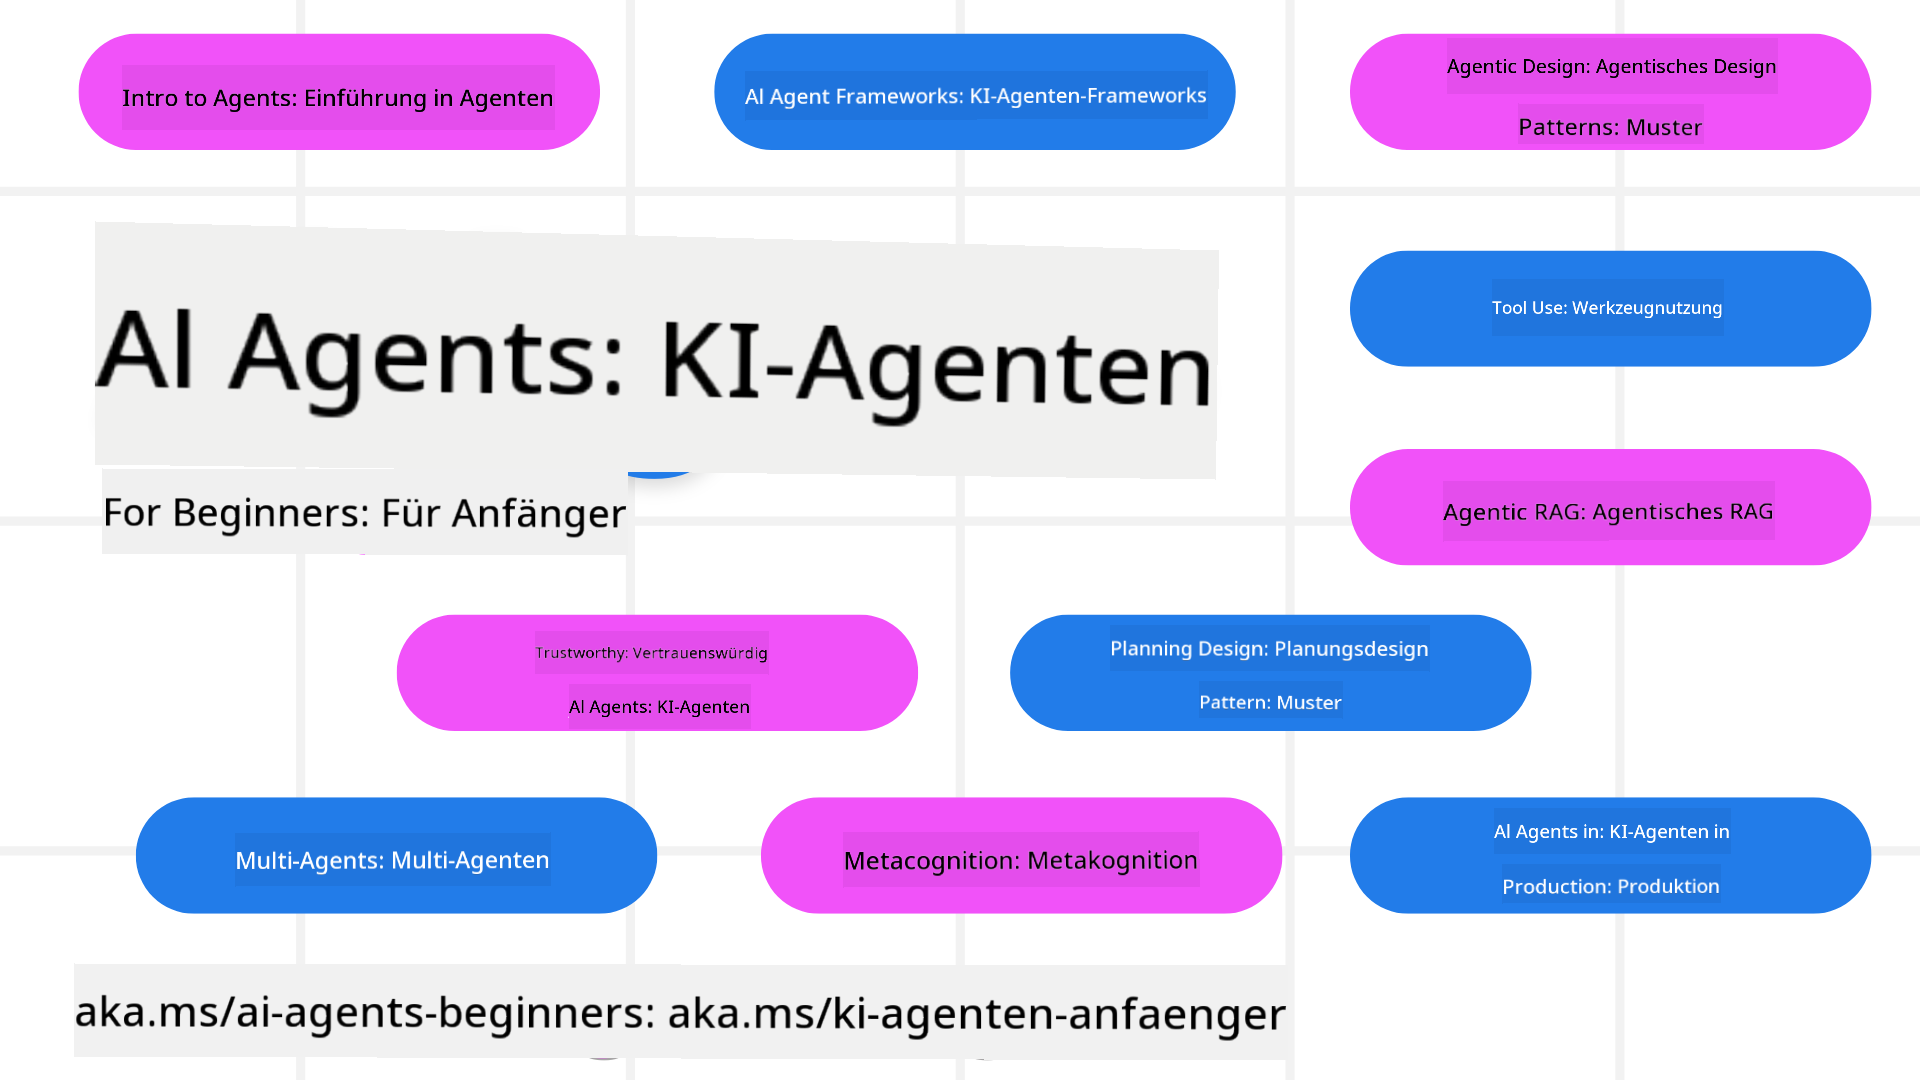 Intro to Agents: Einführung in Agenten
AI Agent Frameworks: KI-Agenten-Frameworks
Agentic Design: Agentisches Design
Patterns: Muster
AI Agents: KI-Agenten
For Beginners: Für Anfänger
Tool Use: Werkzeugnutzung
Agentic RAG: Agentisches RAG
Trustworthy: Vertrauenswürdig
AI Agents: KI-Agenten
Planning Design: Planungsdesign
Pattern: Muster
Multi-Agents: Multi-Agenten
Metacognition: Metakognition
AI Agents in: KI-Agenten in
Production: Produktion
aka.ms/ai-agents-beginners: aka.ms/ki-agenten-anfaenger